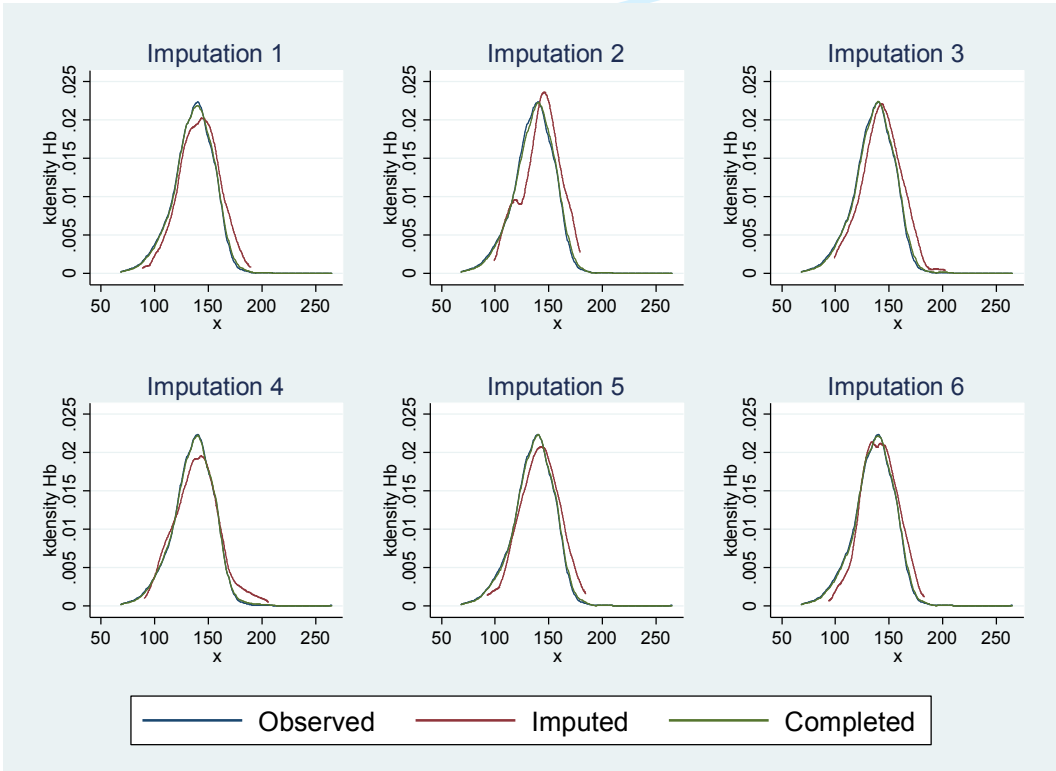 Imputation 1
kdensity Hb
0 .005 .01 .015 .02 .025
50 100 150 200 250
x
Imputation 2
kdensity Hb
0 .005 .01 .015 .02 .025
50 100 150 200 250
x
Imputation 3
kdensity Hb
0 .005 .01 .015 .02 .025
50 100 150 200 250
x
Imputation 4
kdensity Hb
0 .005 .01 .015 .02 .025
50 100 150 200 250
x
Imputation 5
kdensity Hb
0 .005 .01 .015 .02 .025
50 100 150 200 250
x
Imputation 6
kdensity Hb
0 .005 .01 .015 .02 .025
50 100 150 200 250
x
Observed Imputed Completed